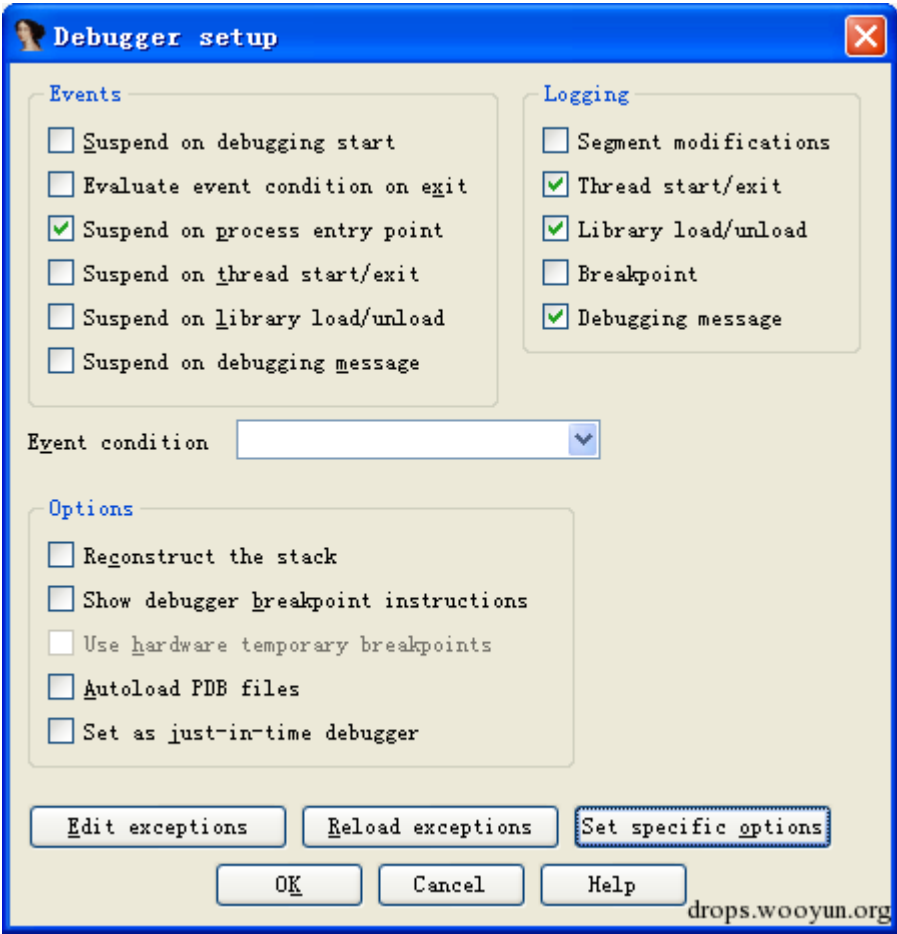 Debugger setup
Events
Suspend on debugging start
Evaluate event condition on exit
Suspend on process entry point
Suspend on thread start/exit
Suspend on library load/unload
Suspend on debugging message
Logging
Segment modifications
Thread start/exit
Library load/unload
Breakpoint
Debugging message
Event condition
Options
Reconstruct the stack
Show debugger breakpoint instructions
Use hardware temporary breakpoints
Autoload PDB files
Set as just-in-time debugger
Edit exceptions Reload exceptions Set specific options
OK Cancel Help
drops.wooyun.org